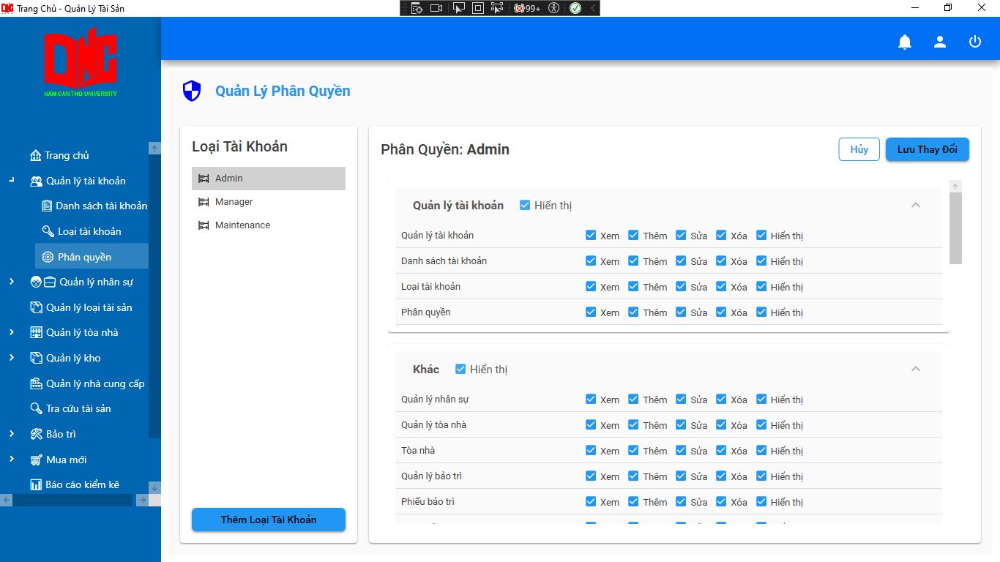 Trang Chủ - Quản Lý Tài Sản
99+
DNC
NAM CAN THO UNIVERSITY
Trang chủ
Quản lý tài khoản
Danh sách tài khoản
Loại tài khoản
Phân quyền
Quản lý nhân sự
Quản lý loại tài sản
Quản lý tòa nhà
Quản lý kho
Quản lý nhà cung cấp
Tra cứu tài sản
Bảo trì
Mua mới
Báo cáo kiểm kê
Quản Lý Phân Quyền
Loại Tài Khoản
Admin
Manager
Maintenance
Thêm Loại Tài Khoản
Phân Quyền: Admin
Hủy
Lưu Thay Đổi
Quản lý tài khoản Hiển thị
Quản lý tài khoản Xem Thêm Sửa Xóa Hiển thị
Danh sách tài khoản Xem Thêm Sửa Xóa Hiển thị
Loại tài khoản Xem Thêm Sửa Xóa Hiển thị
Phân quyền Xem Thêm Sửa Xóa Hiển thị
Khác Hiển thị
Quản lý nhân sự Xem Thêm Sửa Xóa Hiển thị
Quản lý tòa nhà Xem Thêm Sửa Xóa Hiển thị
Tòa nhà Xem Thêm Sửa Xóa Hiển thị
Quản lý bảo trì Xem Thêm Sửa Xóa Hiển thị
Phiếu bảo trì Xem Thêm Sửa Xóa Hiển thị